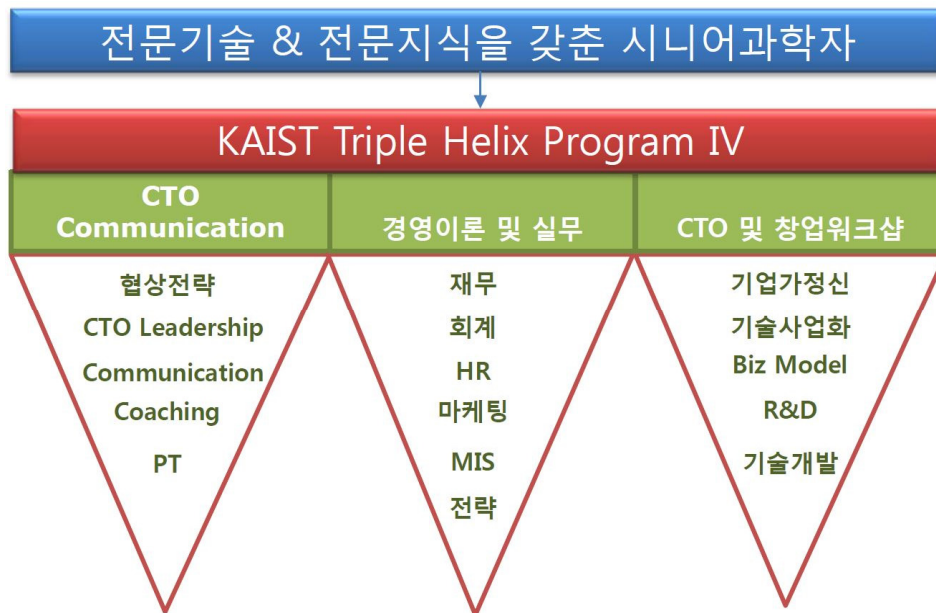 전문기술 & 전문지식을 갖춘 시니어과학자
KAIST Triple Helix Program IV
CTO
Communication
경영이론 및 실무
CTO 및 창업워크샵
협상전략
CTO Leadership
Communication
Coaching
PT
재무
회계
HR
마케팅
MIS
전략
기업가정신
기술사업화
Biz Model
R&D
기술개발